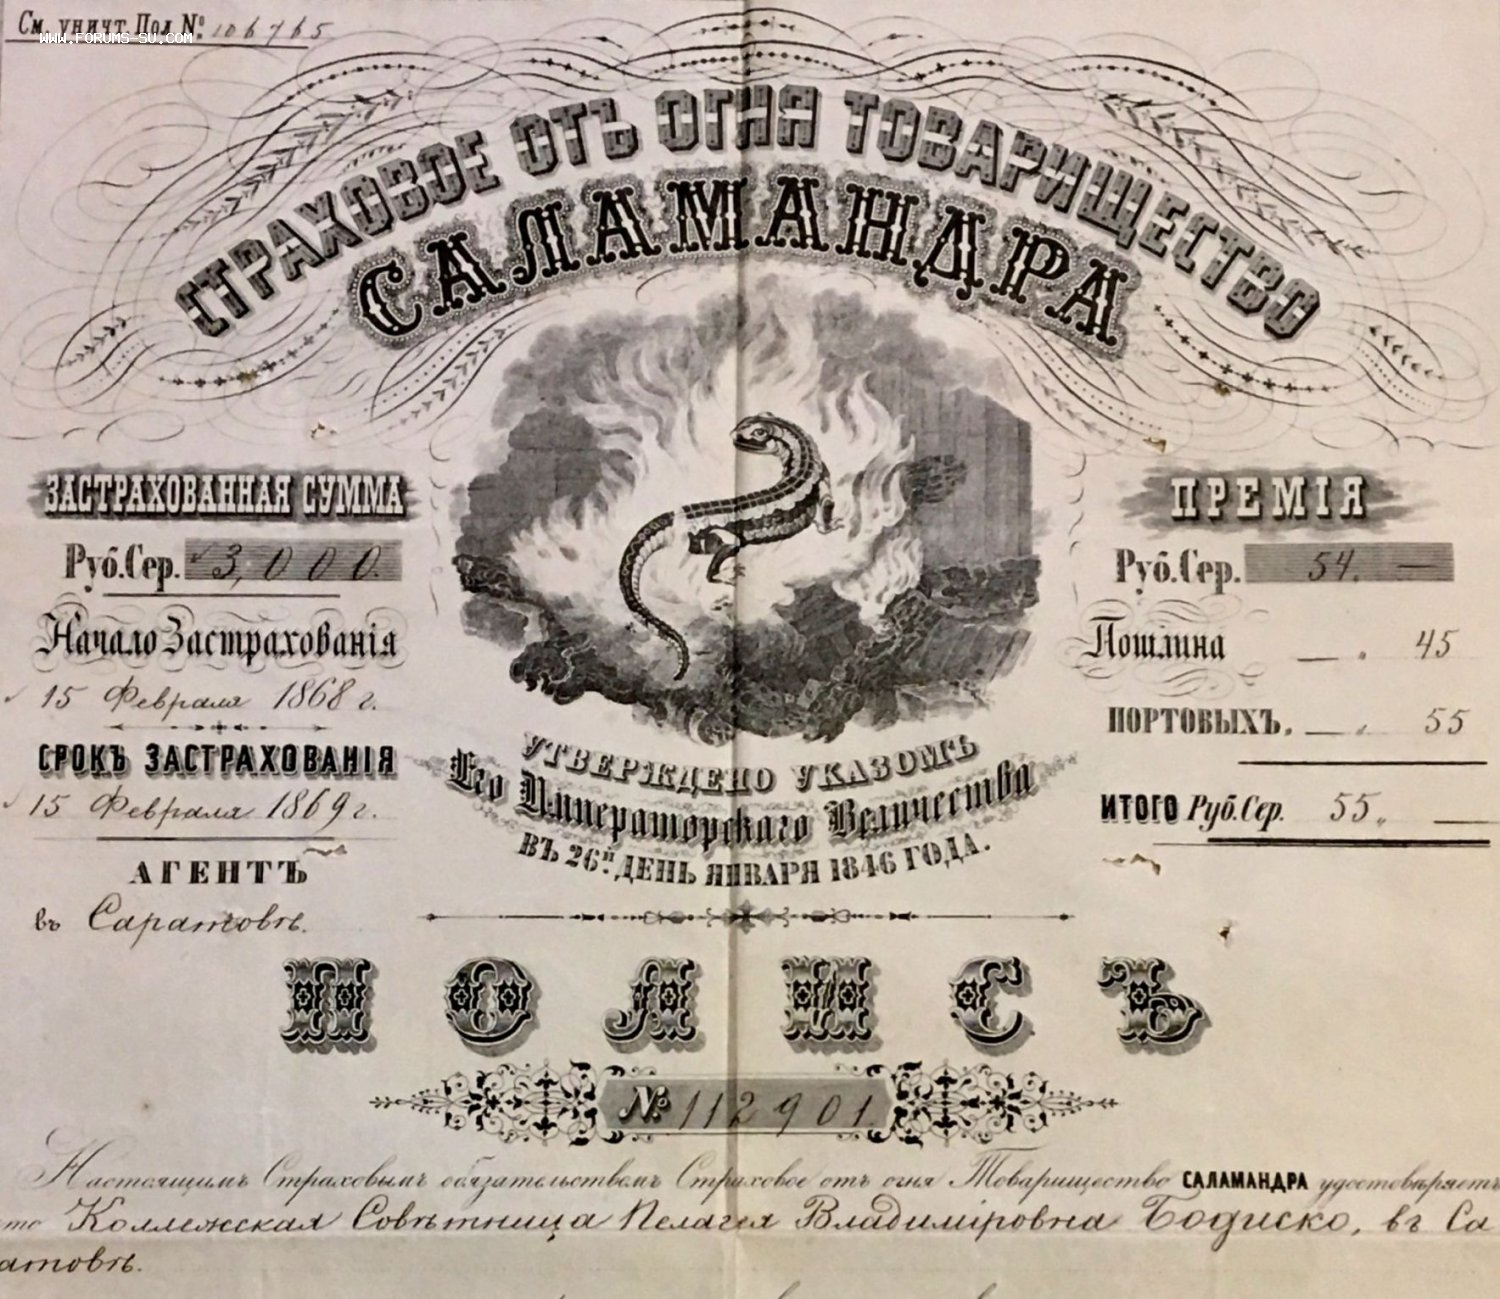 См. уничт. Пол. №: 106765
www.forums-su.com
СТРАХОВОЕ ОТЪ ОГНЯ ТОВАРИЩЕСТВО
САЛАМАНДРА
ЗАСТРАХОВАННАЯ СУММА
Руб. Сер. 3,000.
Начало Застрахованія
15 Февраля 1868 г.
СРОКЪ ЗАСТРАХОВАНІЯ
15 Февраля 1869 г.
АГЕНТЪ
въ Саратовѣ.
ПРЕМІЯ
Руб. Сер. 54. —
Пошлина — „ 45
ПОРТОВЫХЪ. — „ 55
ИТОГО Руб. Сер. 55 „ —
УТВЕРЖДЕНО УКАЗОМЪ
Его Императорскаго Величества
ВЪ 26й ДЕНЬ ЯНВАРЯ 1846 ГОДА.
ПОЛИСЪ
№: 112901.
Настоящимъ Страховымъ обязательствомъ Страховое отъ огня Товарищество САЛАМАНДРА удостовѣряетъ
что Коллежская Совѣтница Пелагея Владиміровна Бодиско, въ Са
ратовѣ.